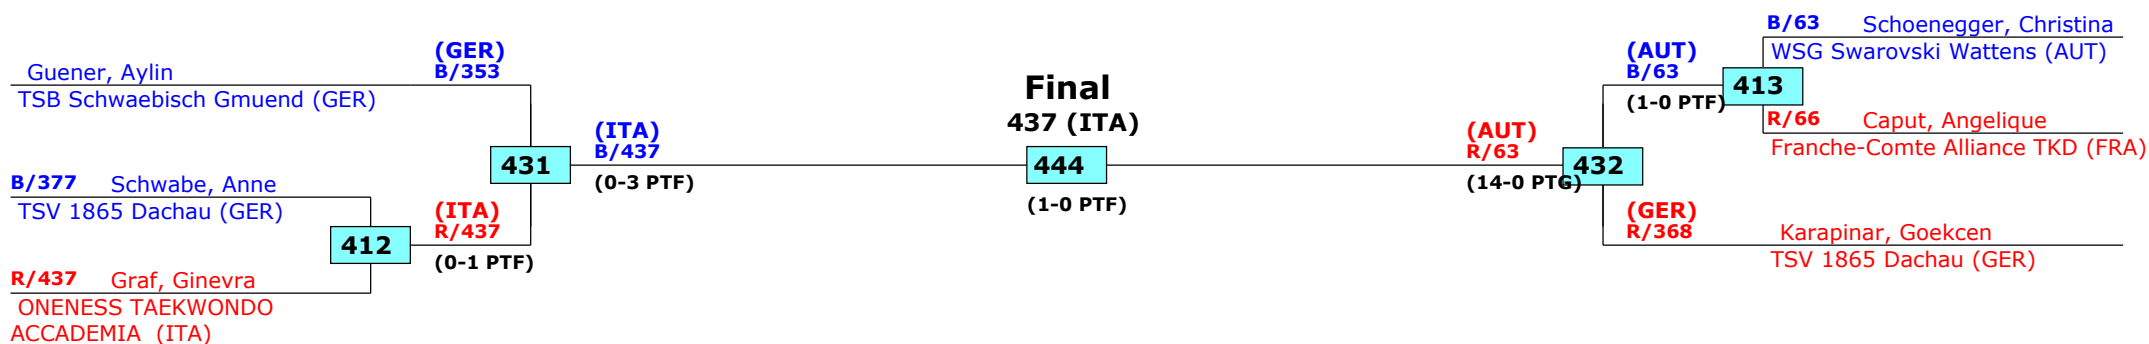 B/63 Schoenegger, Christina
WSG Swarovski Wattens (AUT)
(GER)
B/353
Guener, Aylin
TSB Schwaebisch Gmuend (GER)
(AUT)
B/63
(1-0 PTF)
413
Final
437 (ITA)
R/66 Caput, Angelique
Franche-Comte Alliance TKD (FRA)
(ITA)
B/437
(0-3 PTF)
431
444
(1-0 PTF)
(AUT)
R/63
(14-0 PTG)
432
B/377 Schwabe, Anne
TSV 1865 Dachau (GER)
(ITA)
R/437
(0-1 PTF)
412
(GER)
R/368
Karapinar, Goekcen
TSV 1865 Dachau (GER)
R/437 Graf, Ginevra
ONENESS TAEKWONDO
ACCADEMIA (ITA)